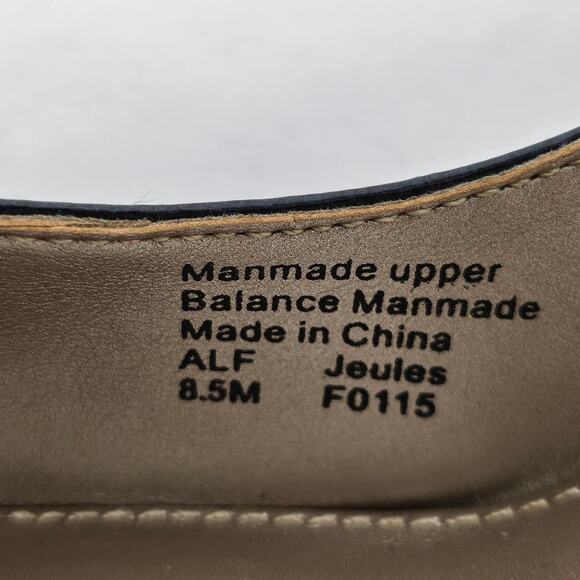 Manmade upper
Balance Manmade
Made in China
ALF Jeules
8.5M F0115